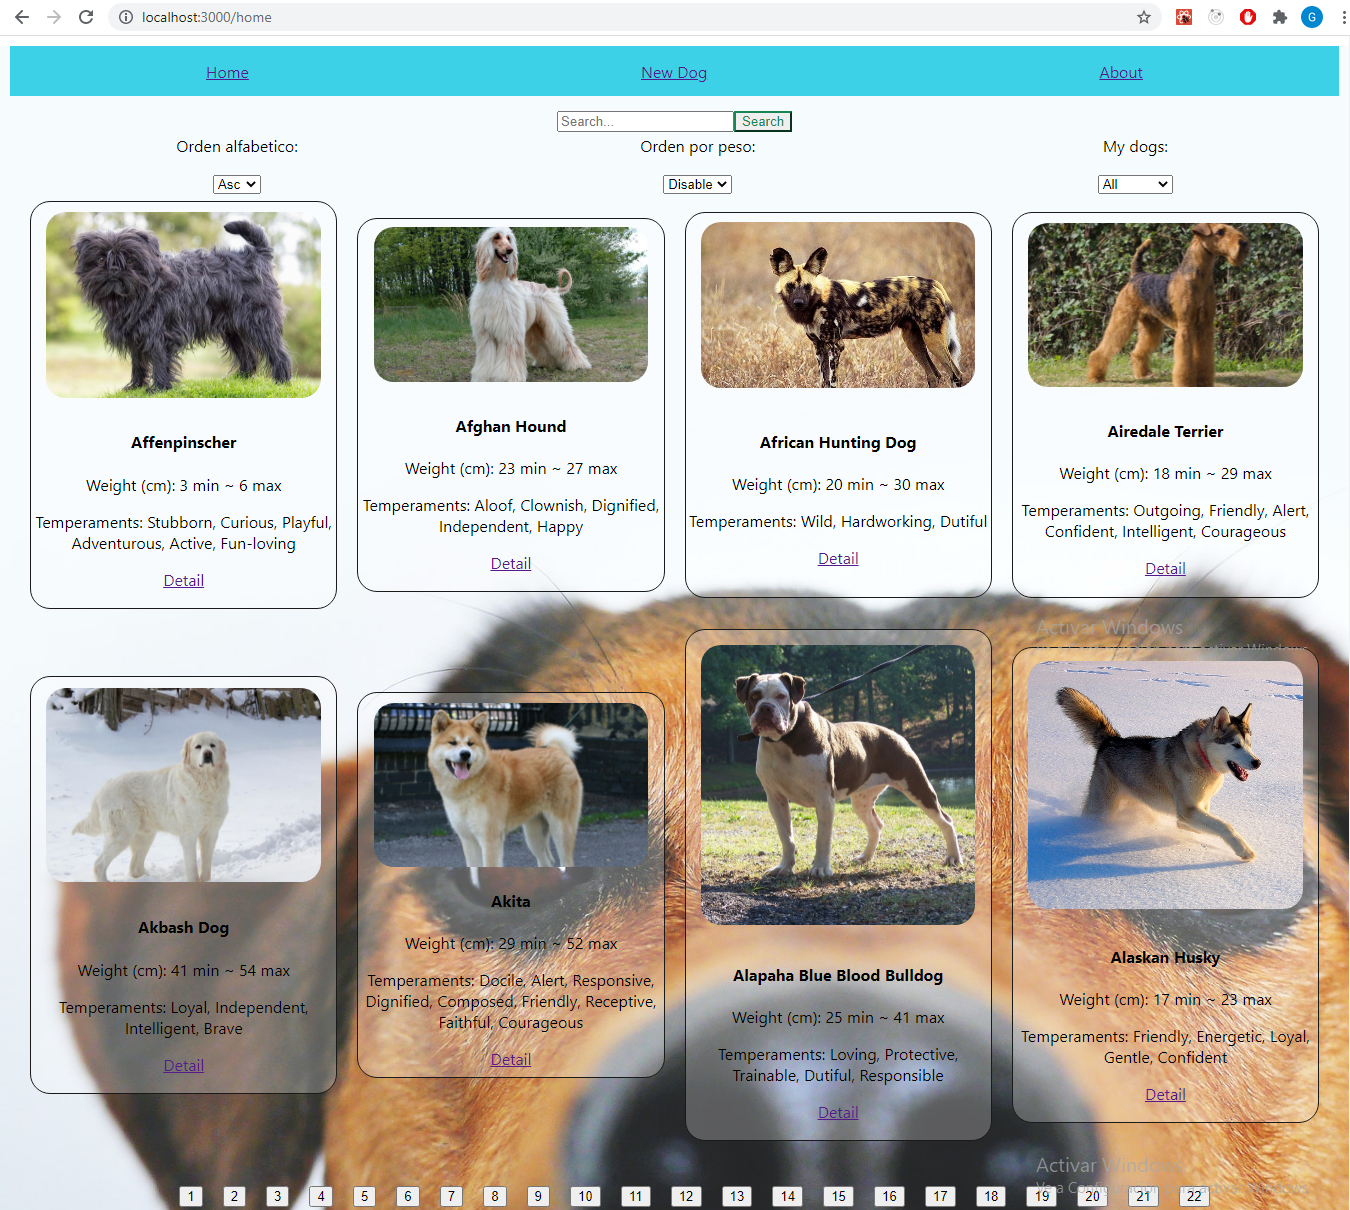 localhost:3000/home
G
Home
New Dog
About
Search...
Search
Orden alfabetico:
Orden por peso:
My dogs:
Asc
Disable
All
Affenpinscher
Weight (cm): 3 min ~ 6 max
Temperaments: Stubborn, Curious, Playful,
Adventurous, Active, Fun-loving
Detail
Afghan Hound
Weight (cm): 23 min ~ 27 max
Temperaments: Aloof, Clownish, Dignified,
Independent, Happy
Detail
African Hunting Dog
Weight (cm): 20 min ~ 30 max
Temperaments: Wild, Hardworking, Dutiful
Detail
Airedale Terrier
Weight (cm): 18 min ~ 29 max
Temperaments: Outgoing, Friendly, Alert,
Confident, Intelligent, Courageous
Detail
Activar Windows
Akbash Dog
Weight (cm): 41 min ~ 54 max
Temperaments: Loyal, Independent,
Intelligent, Brave
Detail
Akita
Weight (cm): 29 min ~ 52 max
Temperaments: Docile, Alert, Responsive,
Dignified, Composed, Friendly, Receptive,
Faithful, Courageous
Detail
Alapaha Blue Blood Bulldog
Weight (cm): 25 min ~ 41 max
Temperaments: Loving, Protective,
Trainable, Dutiful, Responsible
Detail
Alaskan Husky
Weight (cm): 17 min ~ 23 max
Temperaments: Friendly, Energetic, Loyal,
Gentle, Confident
Detail
Activar Windows
1 2 3 4 5 6 7 8 9 10 11 12 13 14 15 16 17 18 19 20 21 22